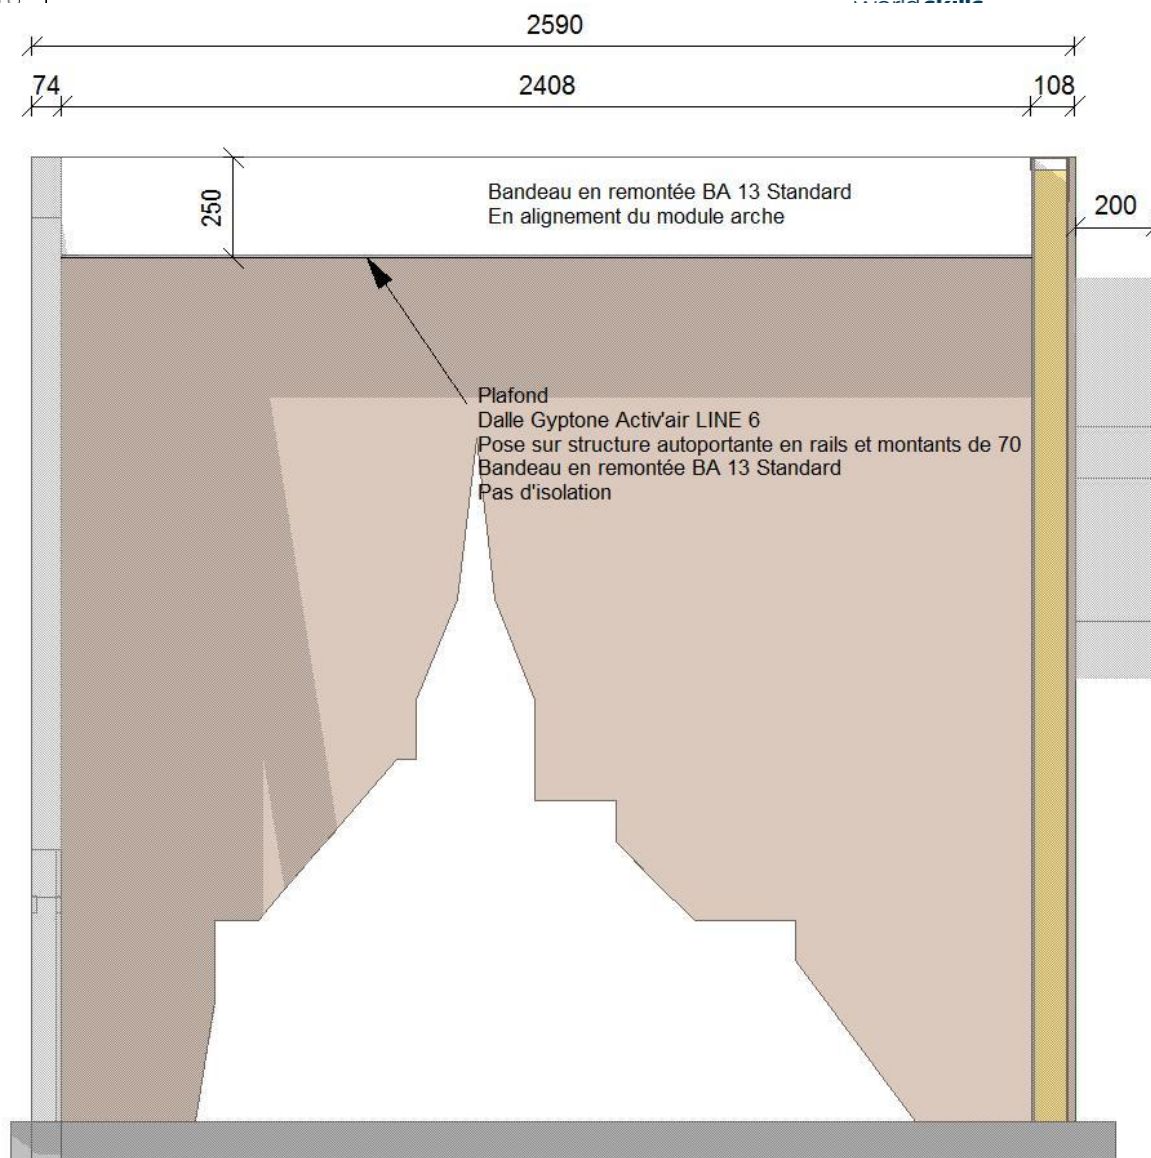 2590
74
2408
108
250
Bandeau en remontée BA 13 Standard
En alignement du module arche
200
Plafond
Dalle Gyptone Activ'air LINE 6
Pose sur structure autoportante en rails et montants de 70
Bandeau en remontée BA 13 Standard
Pas d'isolation